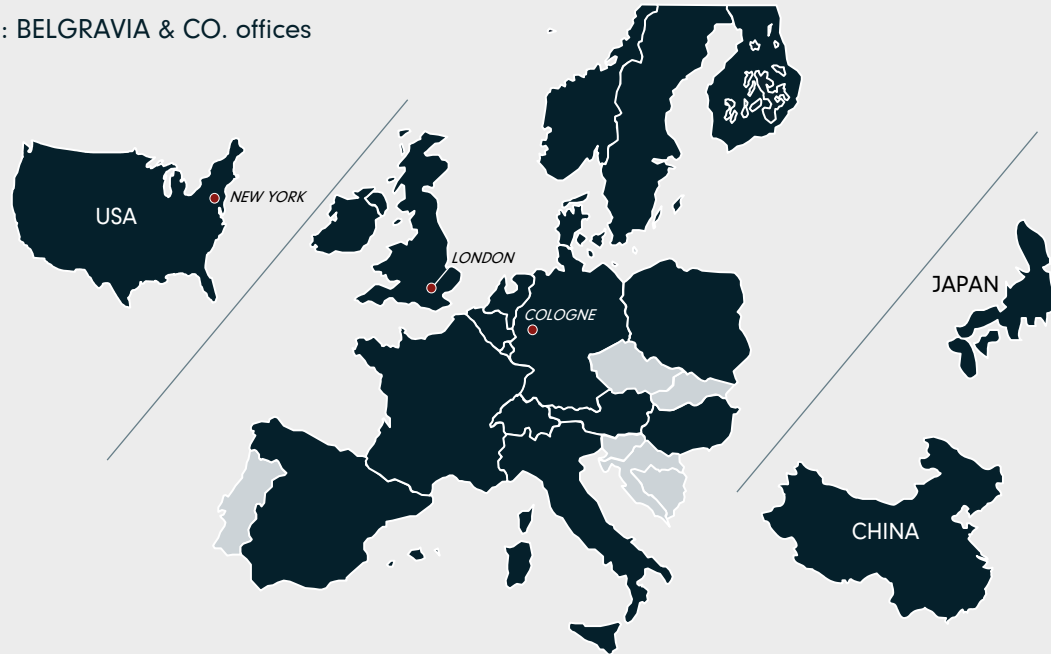 : BELGRAVIA & CO. offices
NEW YORK
USA
LONDON
JAPAN
COLOGNE
CHINA